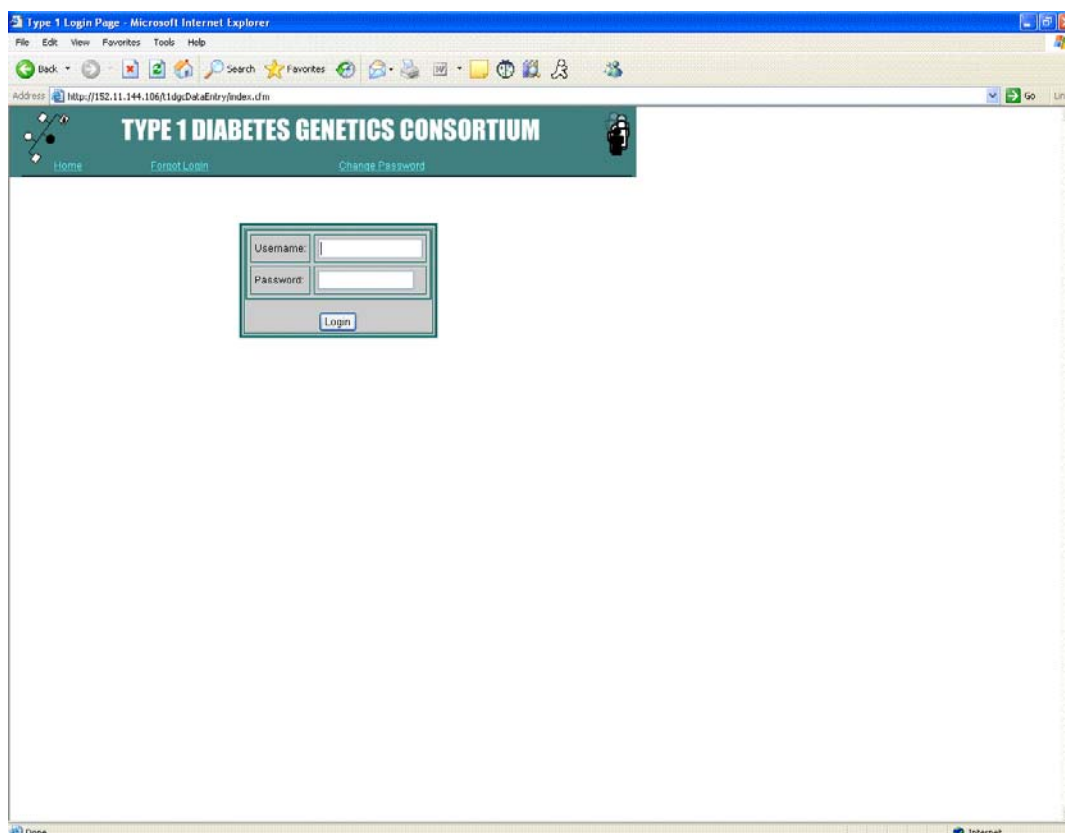 Type 1 Login Page - Microsoft Internet Explorer
File Edit View Favorites Tools Help
Back Search Favorites
Address http://152.11.144.106/t1dgcDataEntry/index.cfm Go
TYPE 1 DIABETES GENETICS CONSORTIUM
Home Forgot Login Change Password
Username:
Password:
Login
Done Internet